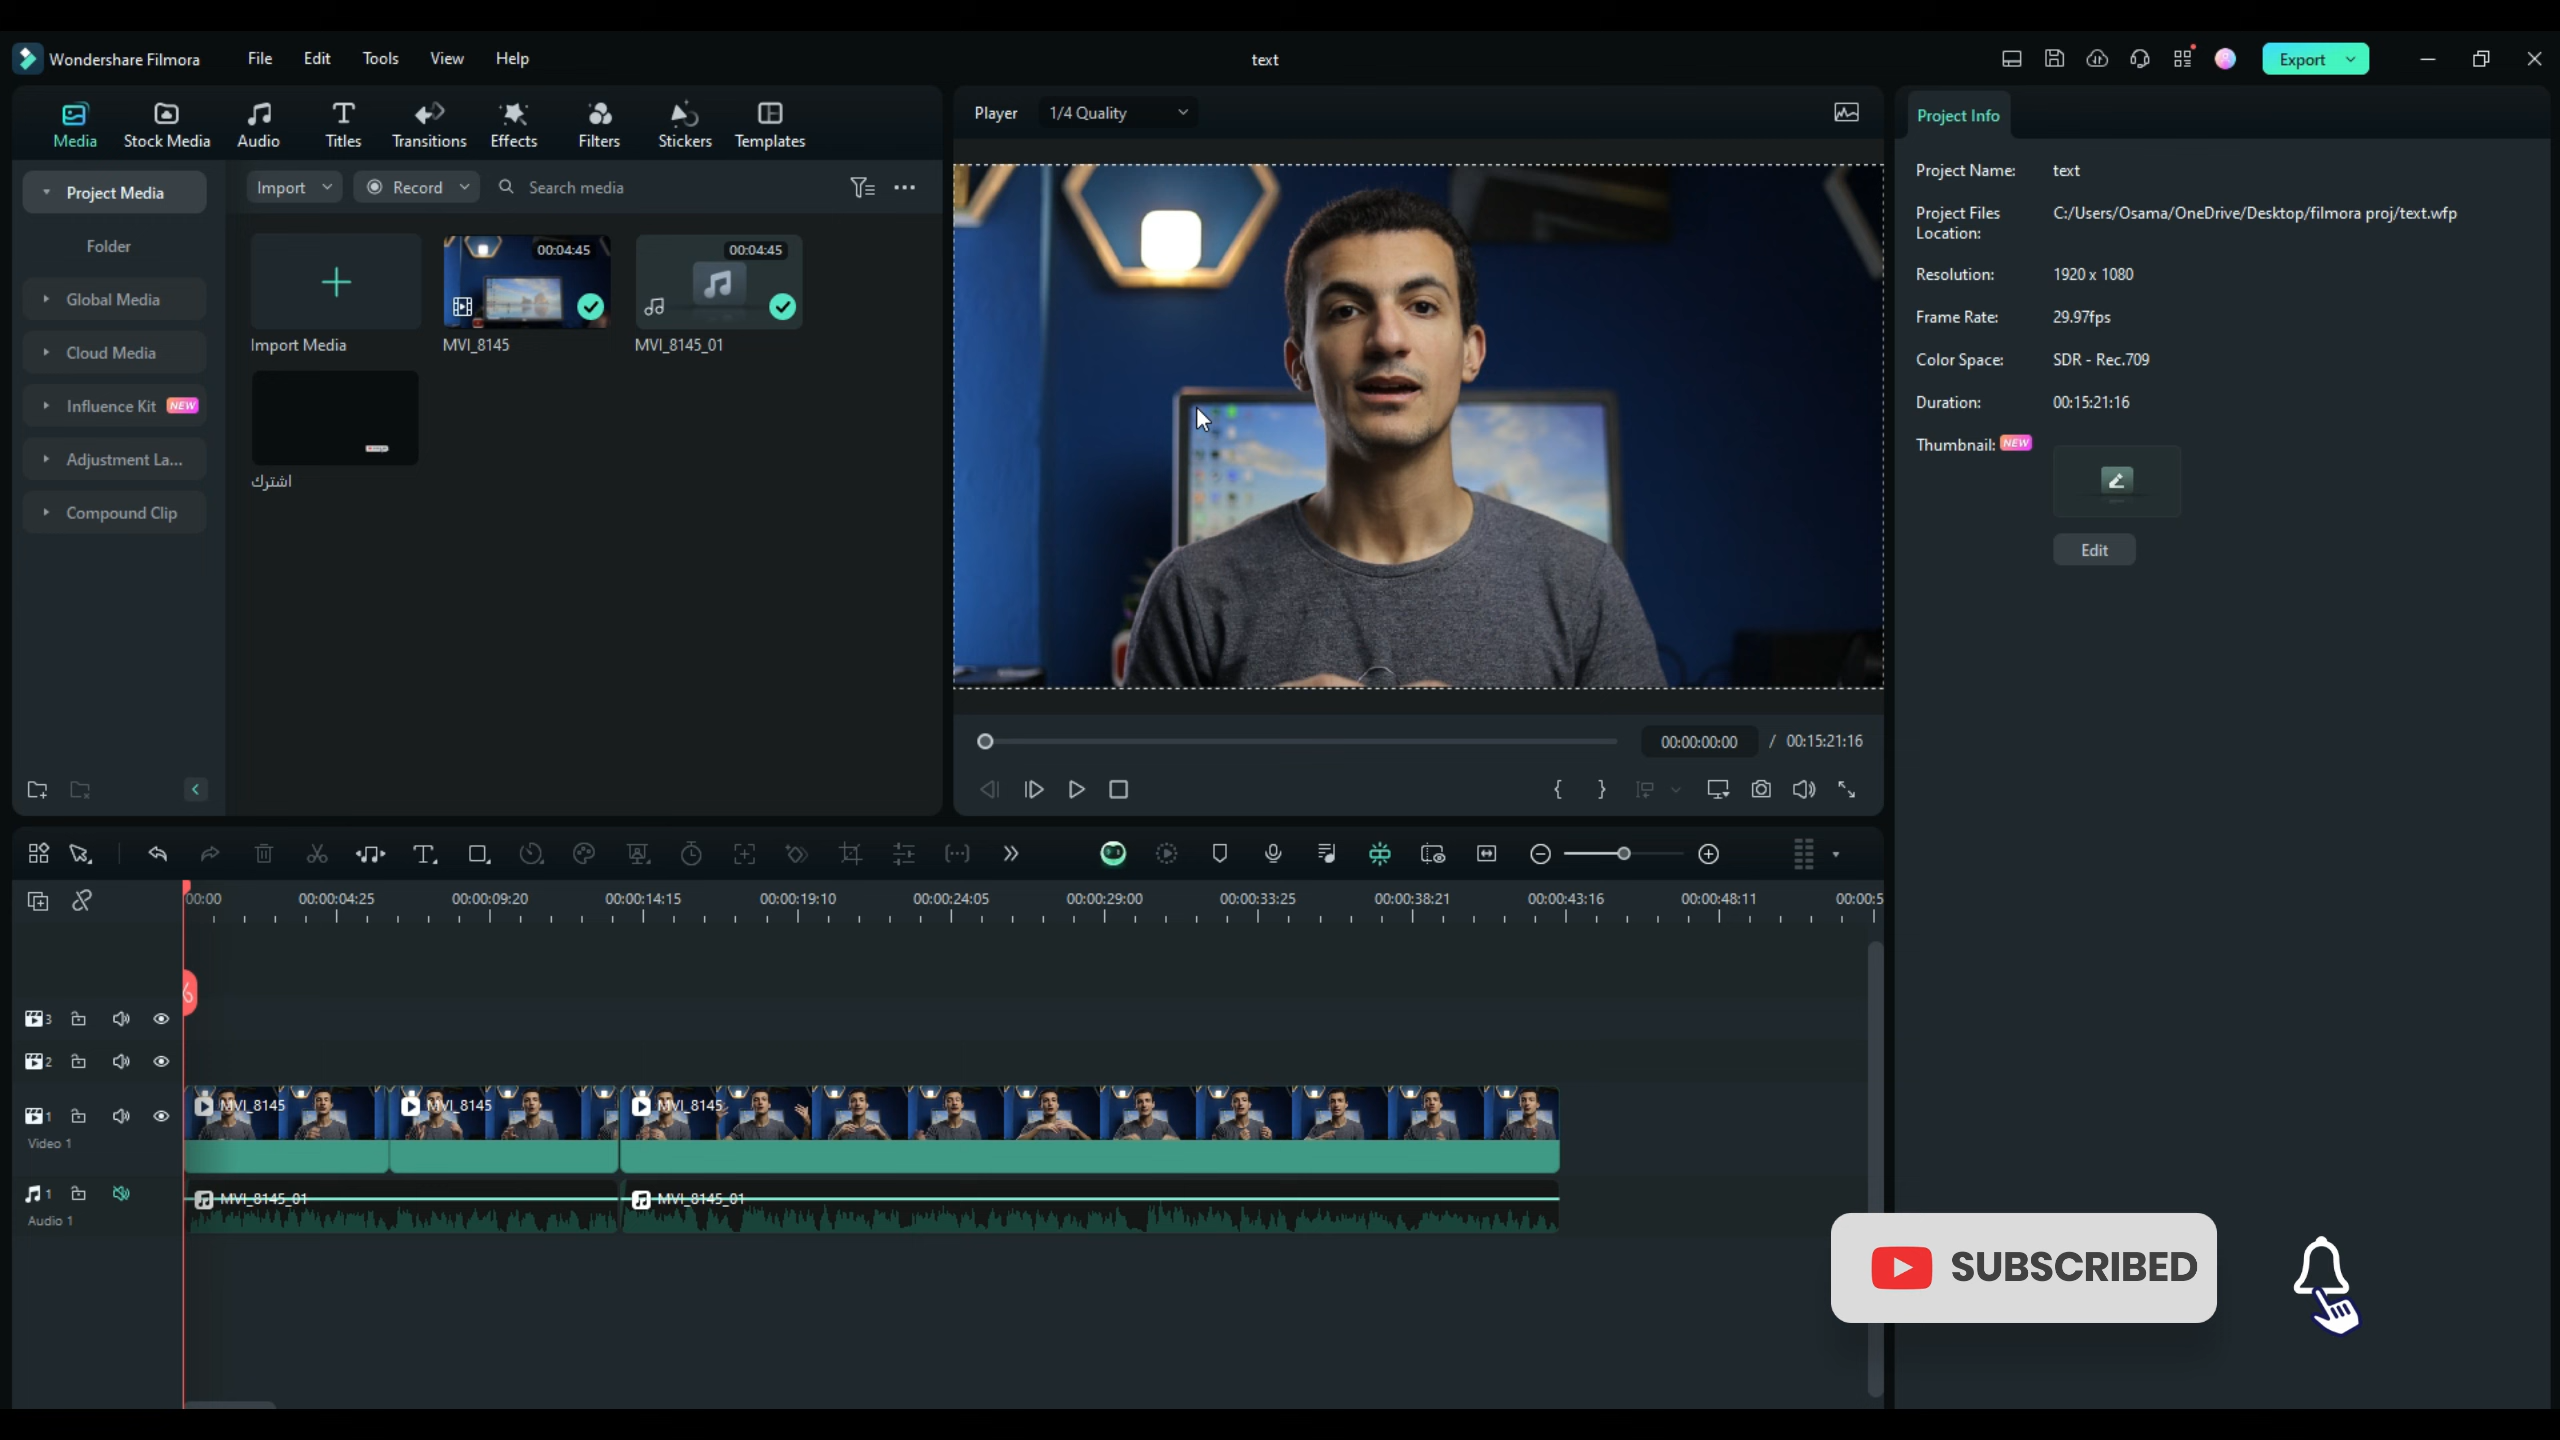 Wondershare Filmora File Edit Tools View Help text Export
Media Stock Media Audio Titles Transitions Effects Filters Stickers Templates
Project Media
Folder
Global Media
Cloud Media
Influence Kit NEW
Adjustment La...
Compound Clip
Import Record Search media
00:04:45 00:04:45
Import Media MVI_8145 MVI_8145_01
اشترك
Player 1/4 Quality
00:00:00:00 / 00:15:21:16
Project Info
Project Name: text
Project Files Location: C:/Users/Osama/OneDrive/Desktop/filmora proj/text.wfp
Resolution: 1920 x 1080
Frame Rate: 29.97fps
Color Space: SDR - Rec.709
Duration: 00:15:21:16
Thumbnail: NEW
Edit
00:00 00:00:04:25 00:00:09:20 00:00:14:15 00:00:19:10 00:00:24:05 00:00:29:00 00:00:33:25 00:00:38:21 00:00:43:16 00:00:48:11 00:00:5
3
2
1 MVI_8145 MVI_8145 MVI_8145
Video 1
1 MVI_8145_01 MVI_8145_01
Audio 1
SUBSCRIBED